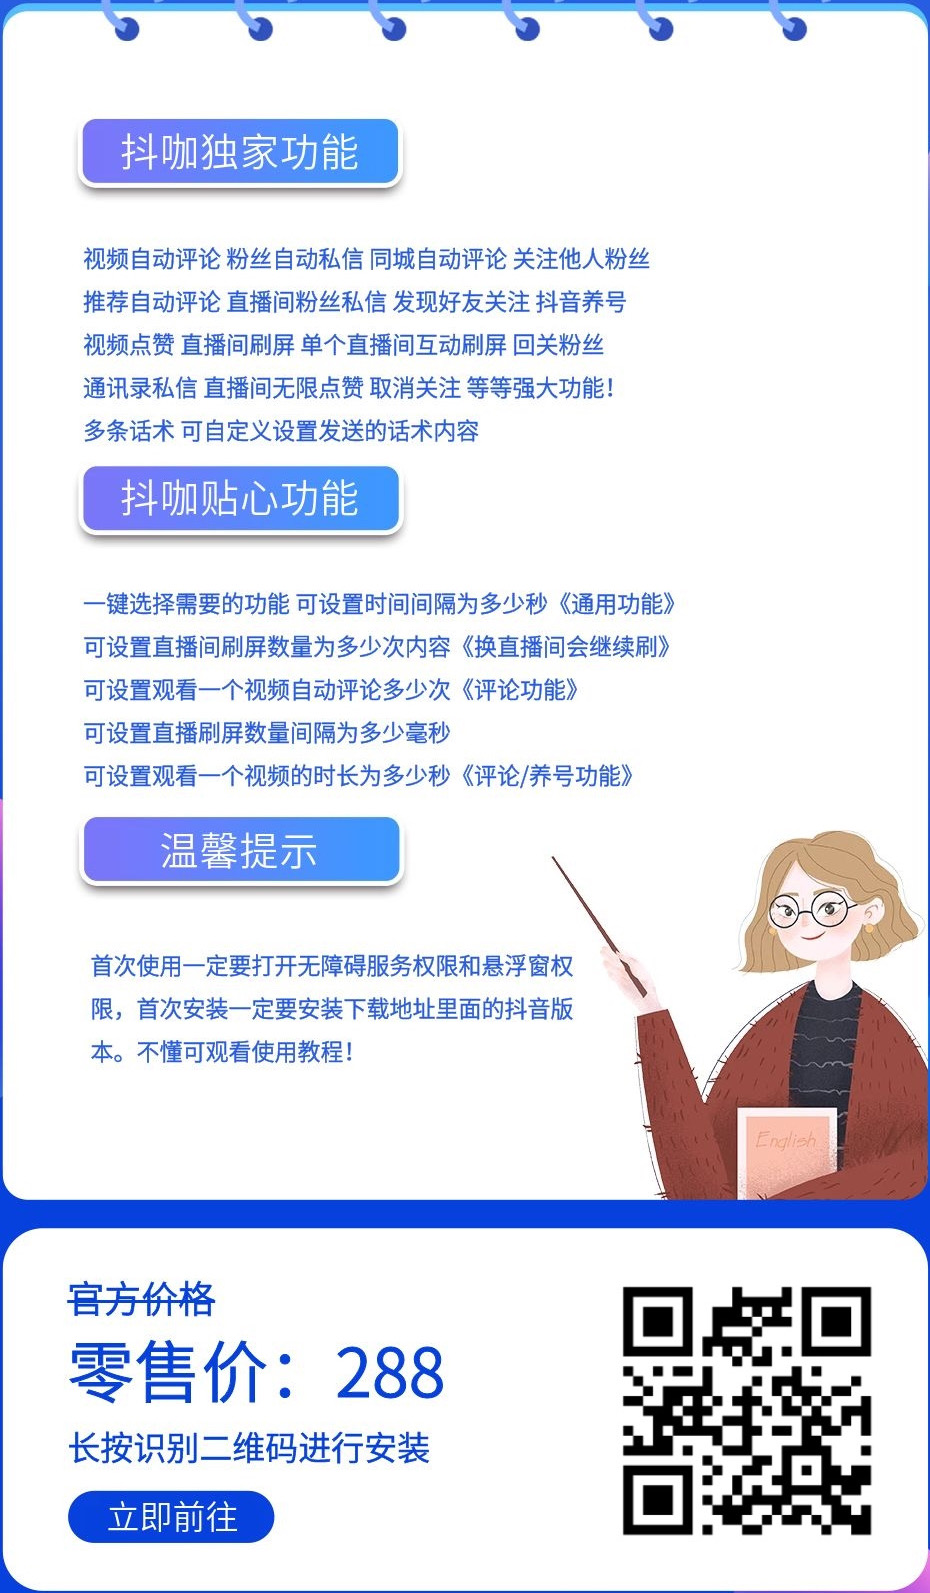 抖咖独家功能
视频自动评论 粉丝自动私信 同城自动评论 关注他人粉丝
推荐自动评论 直播间粉丝私信 发现好友关注 抖音养号
视频点赞 直播间刷屏 单个直播间互动刷屏 回关粉丝
通讯录私信 直播间无限点赞 取消关注 等等强大功能！
多条话术 可自定义设置发送的话术内容
抖咖贴心功能
一键选择需要的功能 可设置时间间隔为多少秒《通用功能》
可设置直播间刷屏数量为多少次内容《换直播间会继续刷》
可设置观看一个视频自动评论多少次《评论功能》
可设置直播刷屏数量间隔为多少毫秒
可设置观看一个视频的时长为多少秒《评论/养号功能》
温馨提示
首次使用一定要打开无障碍服务权限和悬浮窗权
限，首次安装一定要安装下载地址里面的抖音版
本。不懂可观看使用教程！
English
官方价格
零售价：288
长按识别二维码进行安装
立即前往